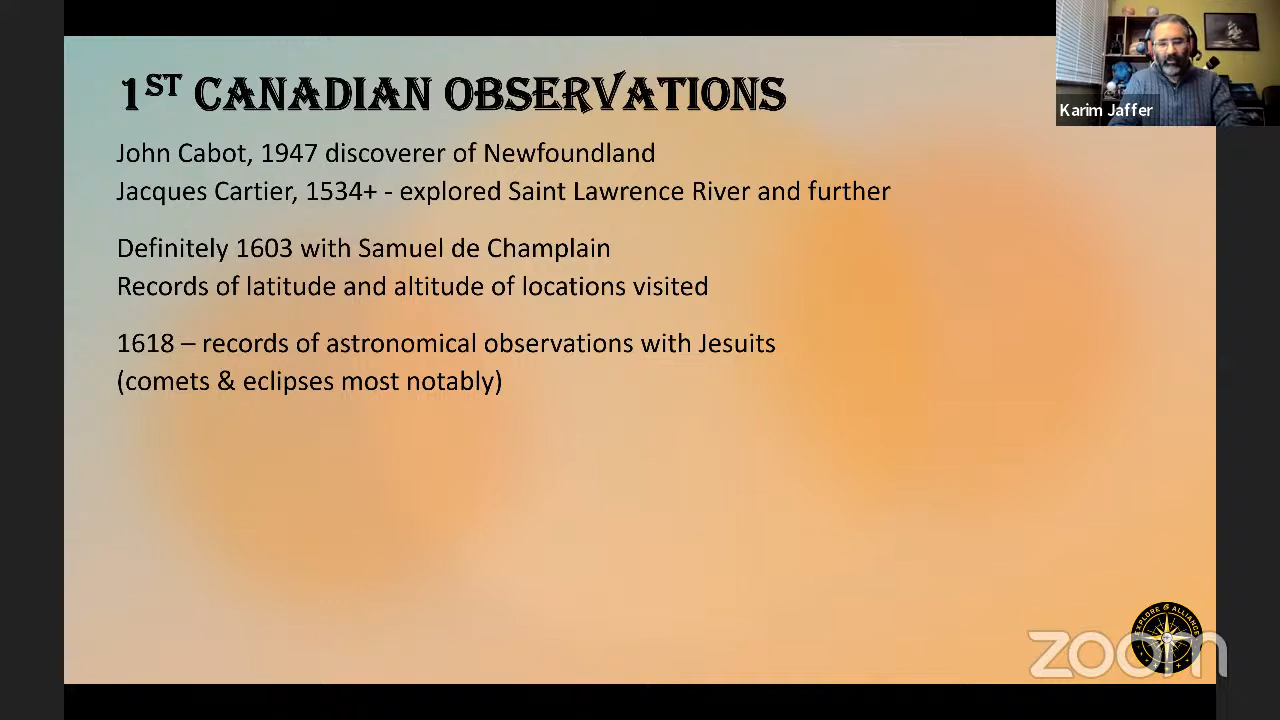 1ST CANADIAN OBSERVATIONS
John Cabot, 1947 discoverer of Newfoundland
Jacques Cartier, 1534+ - explored Saint Lawrence River and further
Definitely 1603 with Samuel de Champlain
Records of latitude and altitude of locations visited
1618 – records of astronomical observations with Jesuits
(comets & eclipses most notably)
Karim Jaffer
EXPLORE ALLIANCE
zoom